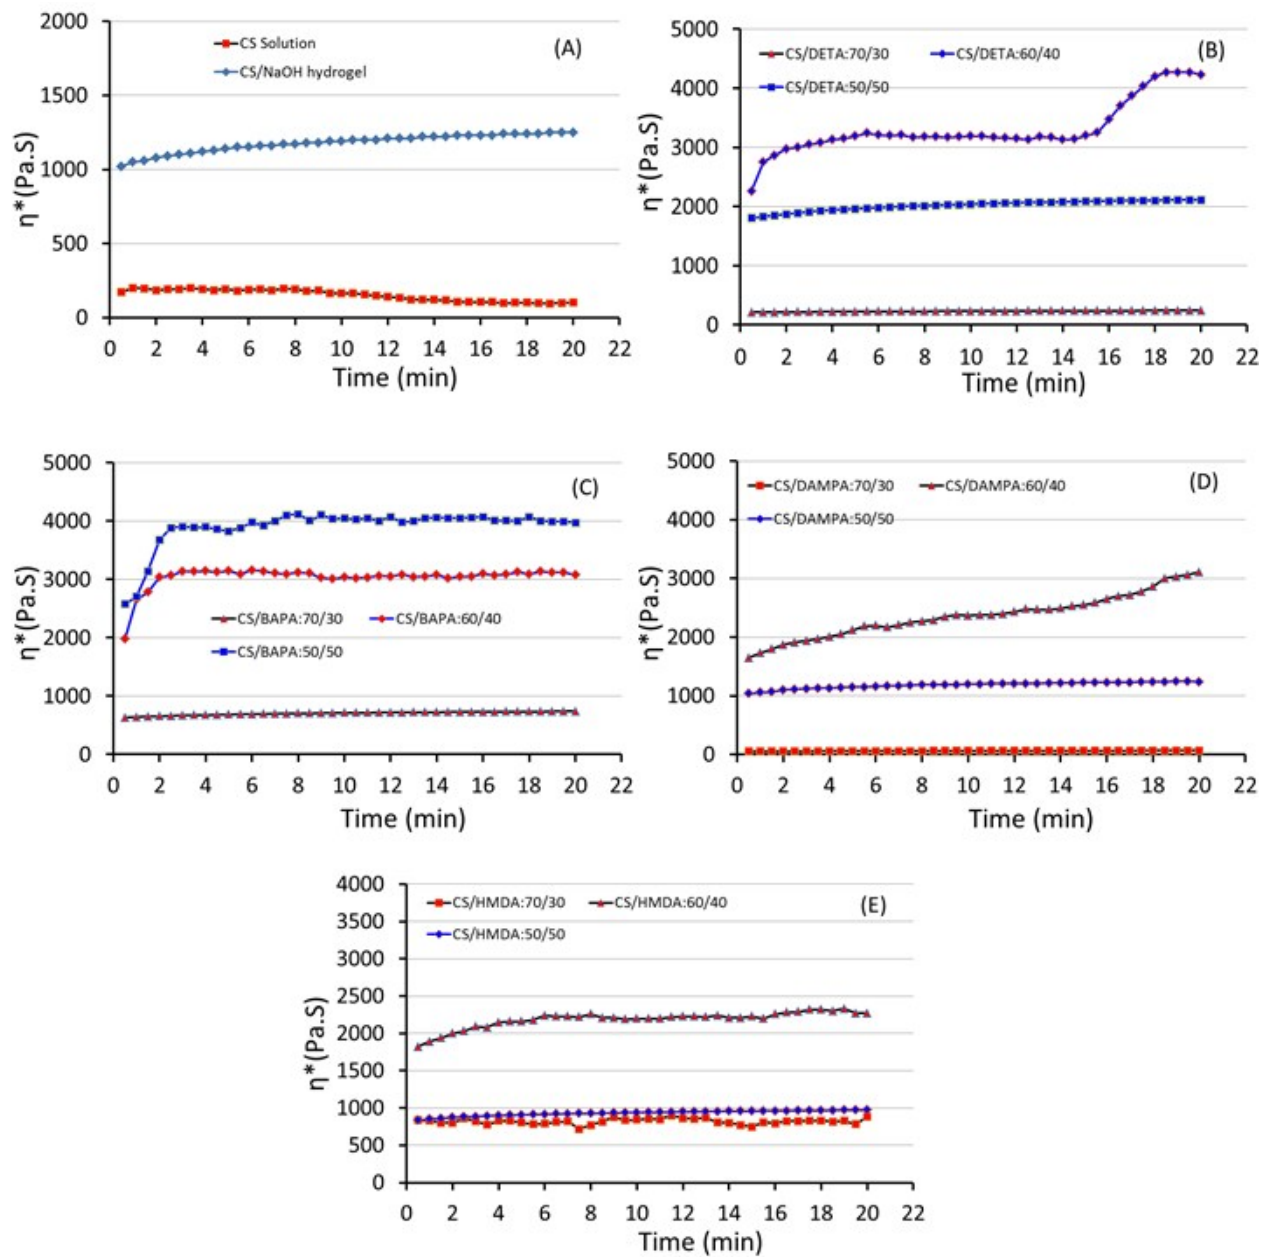 2000
1500
1000
500
0
CS Solution
CS/NaOH hydrogel
(A)
η*(Pa.S)
0 2 4 6 8 10 12 14 16 18 20 22
Time (min)
5000
4000
3000
2000
1000
0
CS/DETA:70/30 CS/DETA:60/40
CS/DETA:50/50
(B)
η*(Pa.S)
0 2 4 6 8 10 12 14 16 18 20 22
Time (min)
5000
4000
3000
2000
1000
0
(C)
CS/BAPA:70/30 CS/BAPA:60/40
CS/BAPA:50/50
η*(Pa.S)
0 2 4 6 8 10 12 14 16 18 20 22
Time (min)
5000
4000
3000
2000
1000
0
CS/DAMPA:70/30 CS/DAMPA:60/40
CS/DAMPA:50/50
(D)
η*(Pa.S)
0 2 4 6 8 10 12 14 16 18 20 22
Time (min)
4000
3500
3000
2500
2000
1500
1000
500
0
CS/HMDA:70/30 CS/HMDA:60/40
CS/HMDA:50/50
(E)
η*(Pa.S)
0 2 4 6 8 10 12 14 16 18 20 22
Time (min)